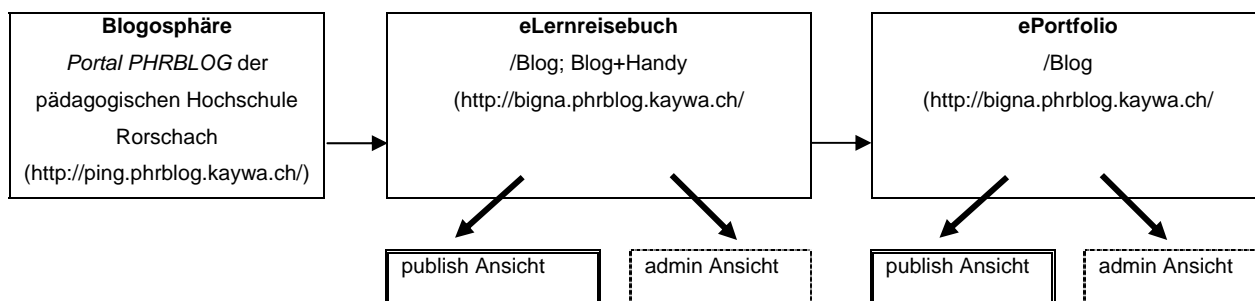 Blogosphäre
Portal PHRBLOG der
pädagogischen Hochschule
Rorschach
(http://ping.phrblog.kaywa.ch/)
eLernreisebuch
/Blog; Blog+Handy
(http://bigna.phrblog.kaywa.ch/
ePortfolio
/Blog
(http://bigna.phrblog.kaywa.ch/
publish Ansicht
admin Ansicht
publish Ansicht
admin Ansicht